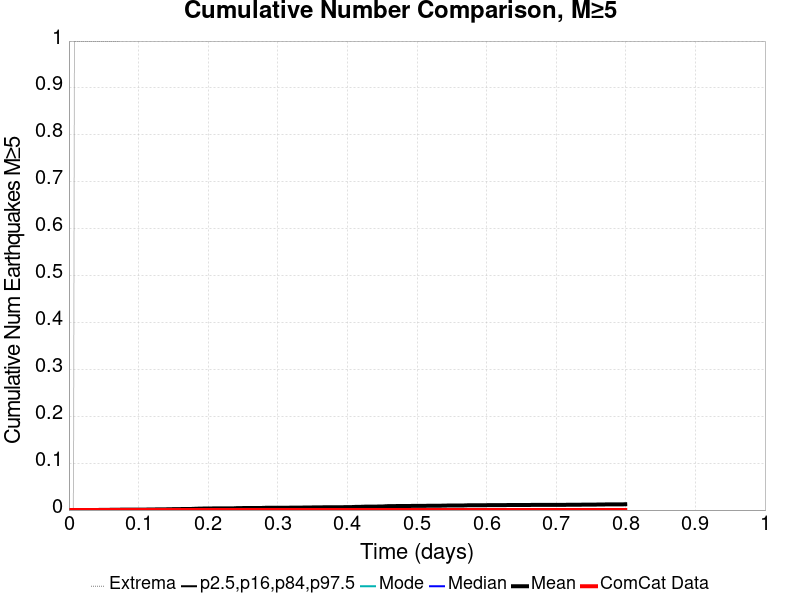 Cumulative Number Comparison, M≥5
Cumulative Num Earthquakes M≥5
1
0.9
0.8
0.7
0.6
0.5
0.4
0.3
0.2
0.1
0
0 0.1 0.2 0.3 0.4 0.5 0.6 0.7 0.8 0.9 1
Time (days)
Extrema p2.5,p16,p84,p97.5 Mode Median Mean ComCat Data